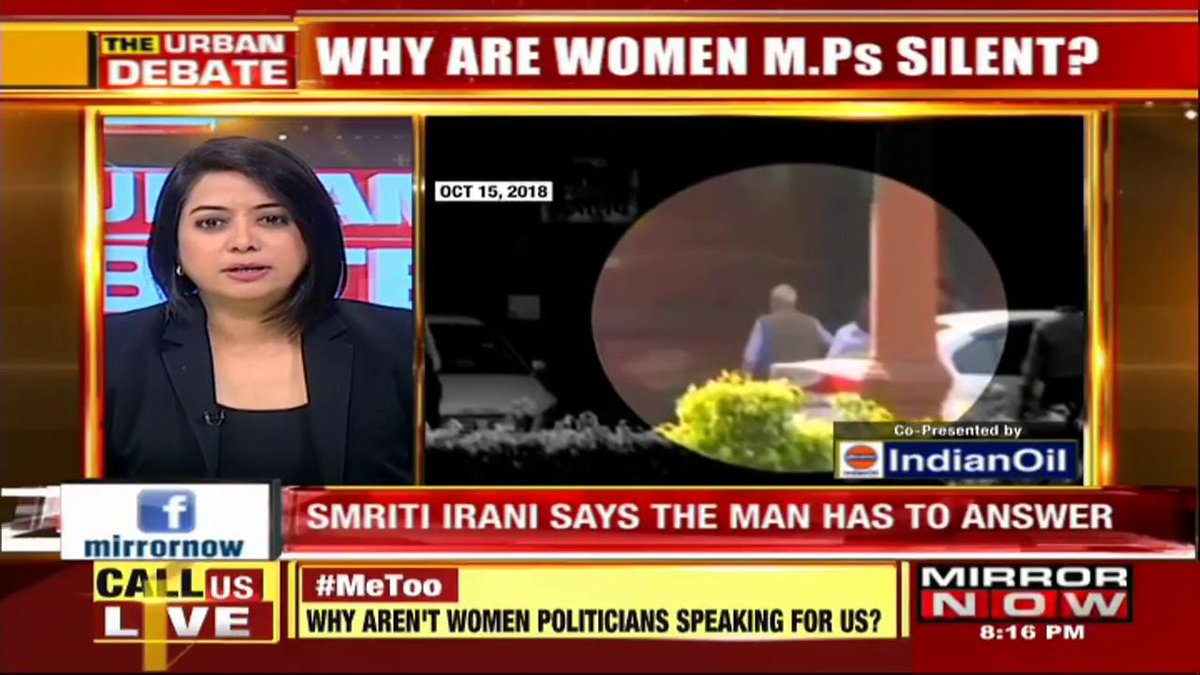 THE URBAN
DEBATE
WHY ARE WOMEN M.Ps SILENT?
OCT 15, 2018
Co-Presented by
IndianOil
f
mirrornow
SMRITI IRANI SAYS THE MAN HAS TO ANSWER
CALL US
LIVE
#MeToo
WHY AREN'T WOMEN POLITICIANS SPEAKING FOR US?
MIRROR
NOW
8:16 PM